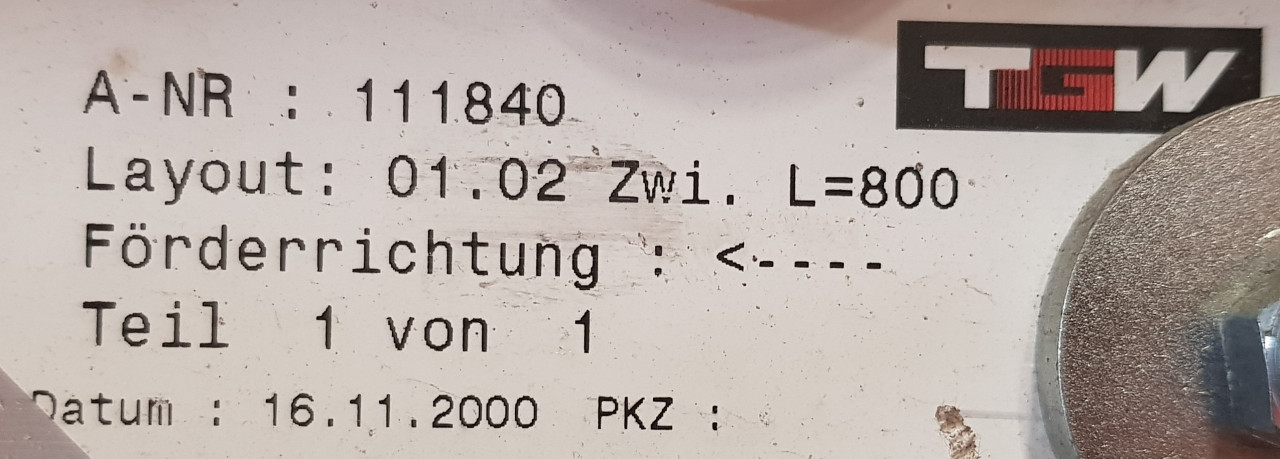 TGW
A-NR : 111840
Layout: 01.02 Zwi. L=800
Förderrichtung : <----
Teil 1 von 1
Datum : 16.11.2000 PKZ :